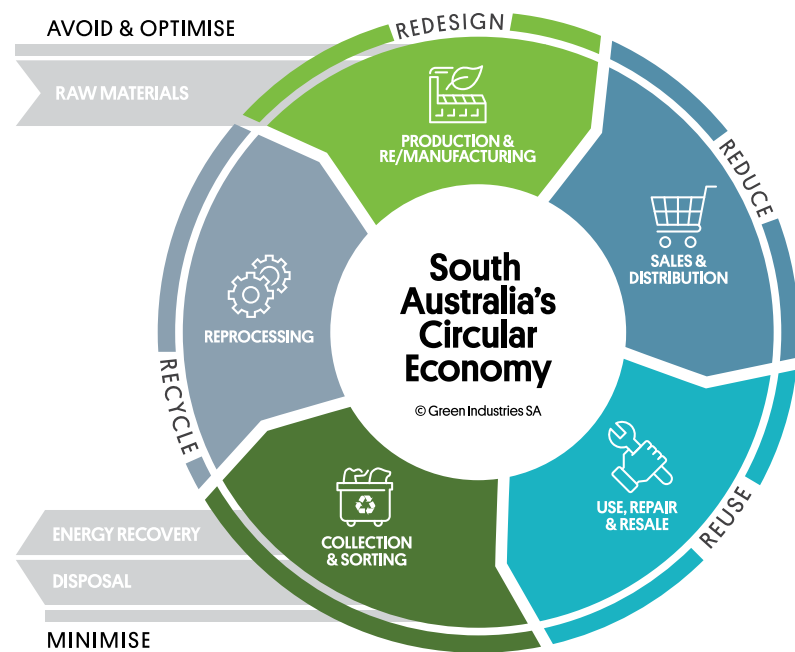 AVOID & OPTIMISE
RAW MATERIALS
REDESIGN
PRODUCTION &
RE/MANUFACTURING
REDUCE
SALES &
DISTRIBUTION
REUSE
USE, REPAIR
& RESALE
COLLECTION
& SORTING
RECYCLE
REPROCESSING
South
Australia's
Circular
Economy
© Green Industries SA
ENERGY RECOVERY
DISPOSAL
MINIMISE